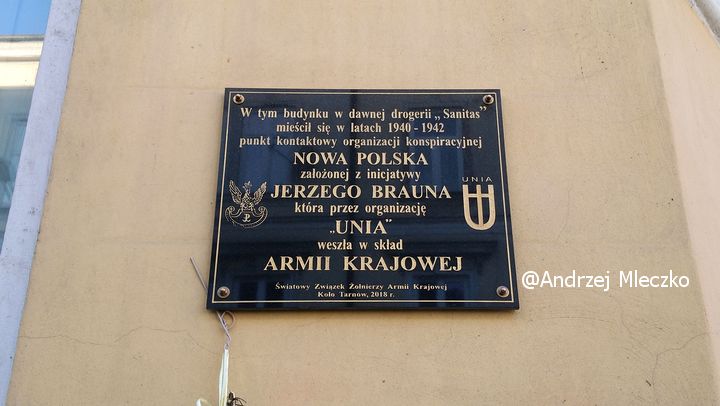 W tym budynku w dawnej drogerii „Sanitas”
mieścił się w latach 1940 - 1942
punkt kontaktowy organizacji konspiracyjnej
NOWA POLSKA
założonej z inicjatywy
JERZEGO BRAUNA
która przez organizację
„UNIA”
weszła w skład
ARMII KRAJOWEJ
Światowy Związek Żołnierzy Armii Krajowej
Koło Tarnów, 2018 r.
UNIA
@Andrzej Mleczko